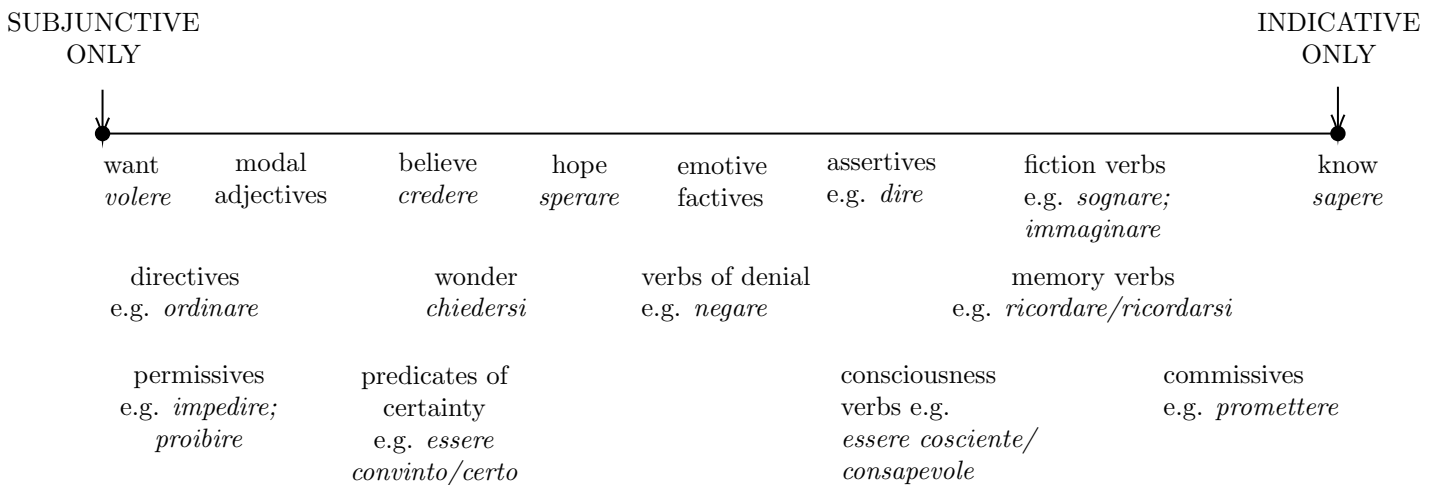 SUBJUNCTIVE
ONLY
INDICATIVE
ONLY
want
volere
modal
adjectives
believe
credere
hope
sperare
emotive
factives
assertives
e.g. dire
fiction verbs
e.g. sognare;
immaginare
know
sapere
directives
e.g. ordinare
wonder
chiedersi
verbs of denial
e.g. negare
memory verbs
e.g. ricordare/ricordarsi
permissives
e.g. impedire;
proibire
predicates of
certainty
e.g. essere
convinto/certo
consciousness
verbs e.g.
essere cosciente/
consapevole
commissives
e.g. promettere